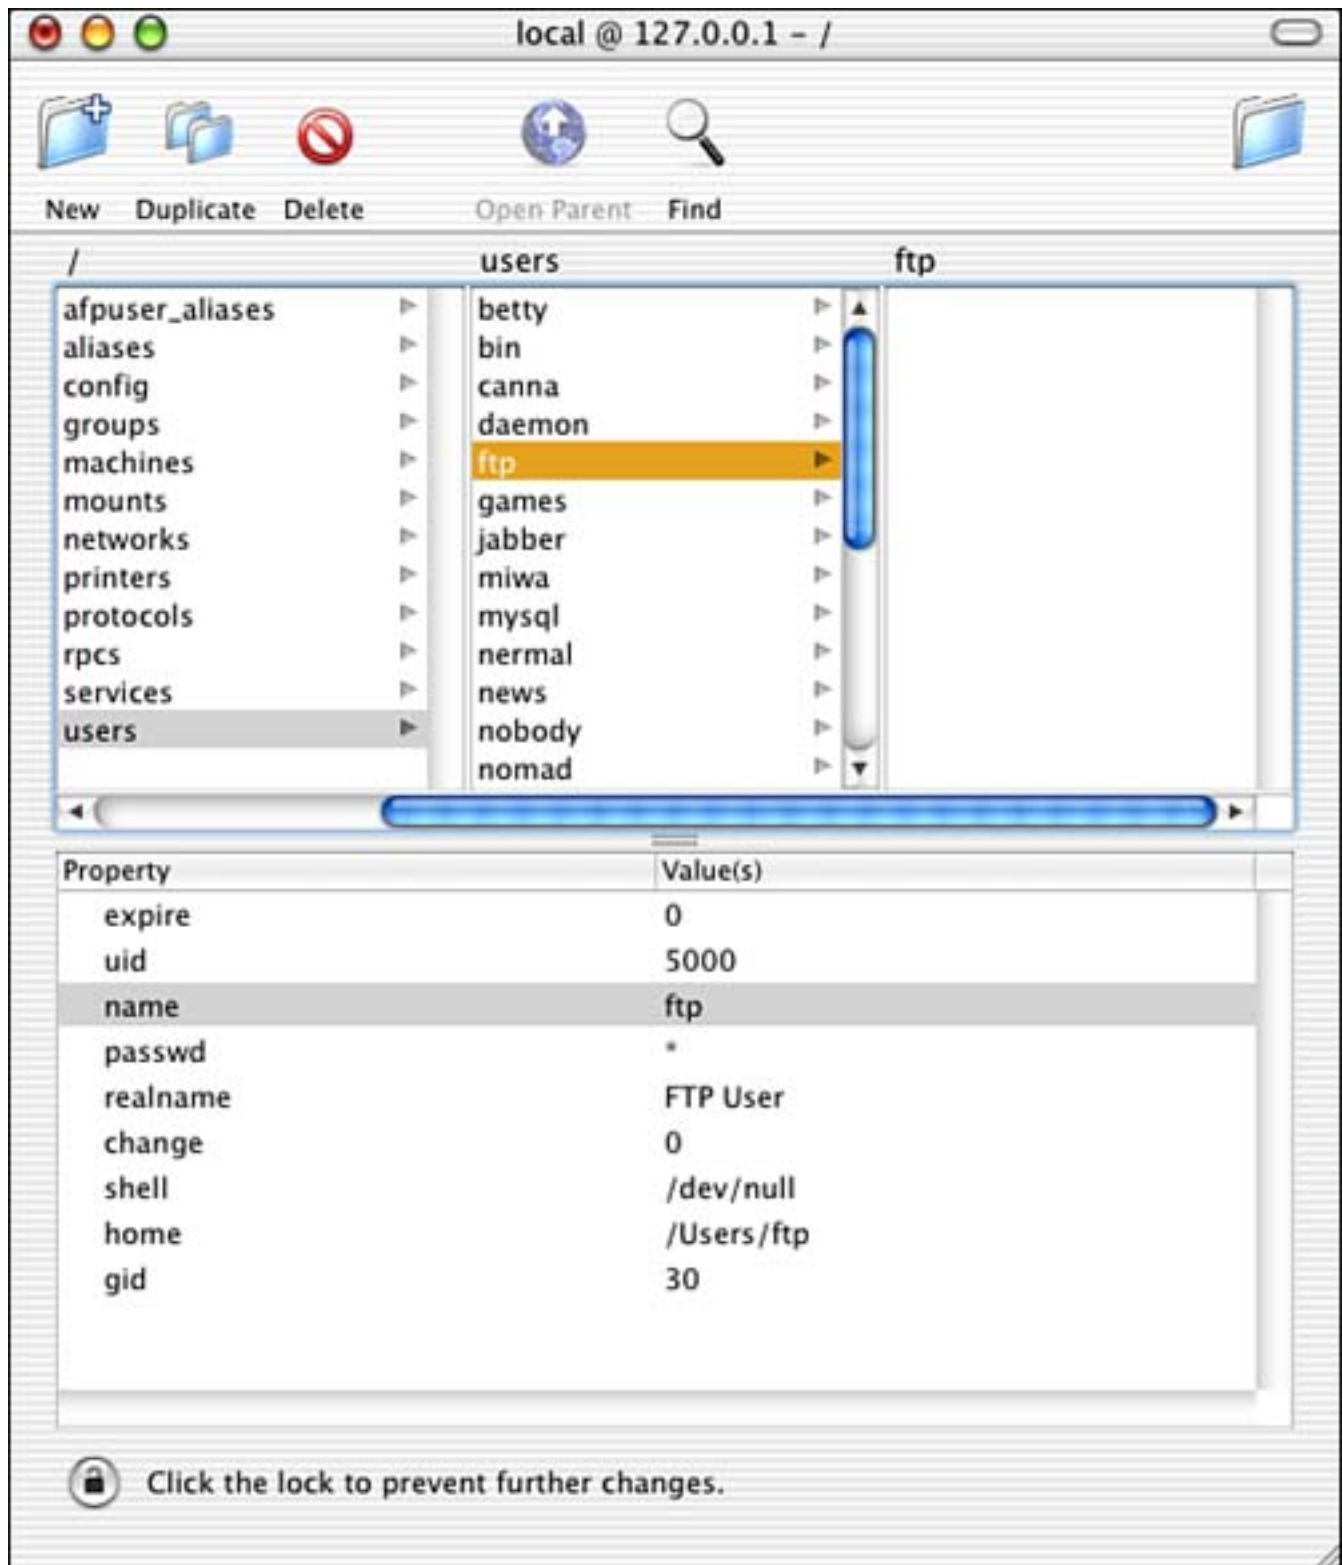 local @ 127.0.0.1 – /
New Duplicate Delete Open Parent Find
/ users ftp
afpuser_aliases betty
aliases bin
config canna
groups daemon
machines ftp
mounts games
networks jabber
printers miwa
protocols mysql
rpcs nermal
services news
users nobody
nomad
Property Value(s)
expire 0
uid 5000
name ftp
passwd *
realname FTP User
change 0
shell /dev/null
home /Users/ftp
gid 30
Click the lock to prevent further changes.